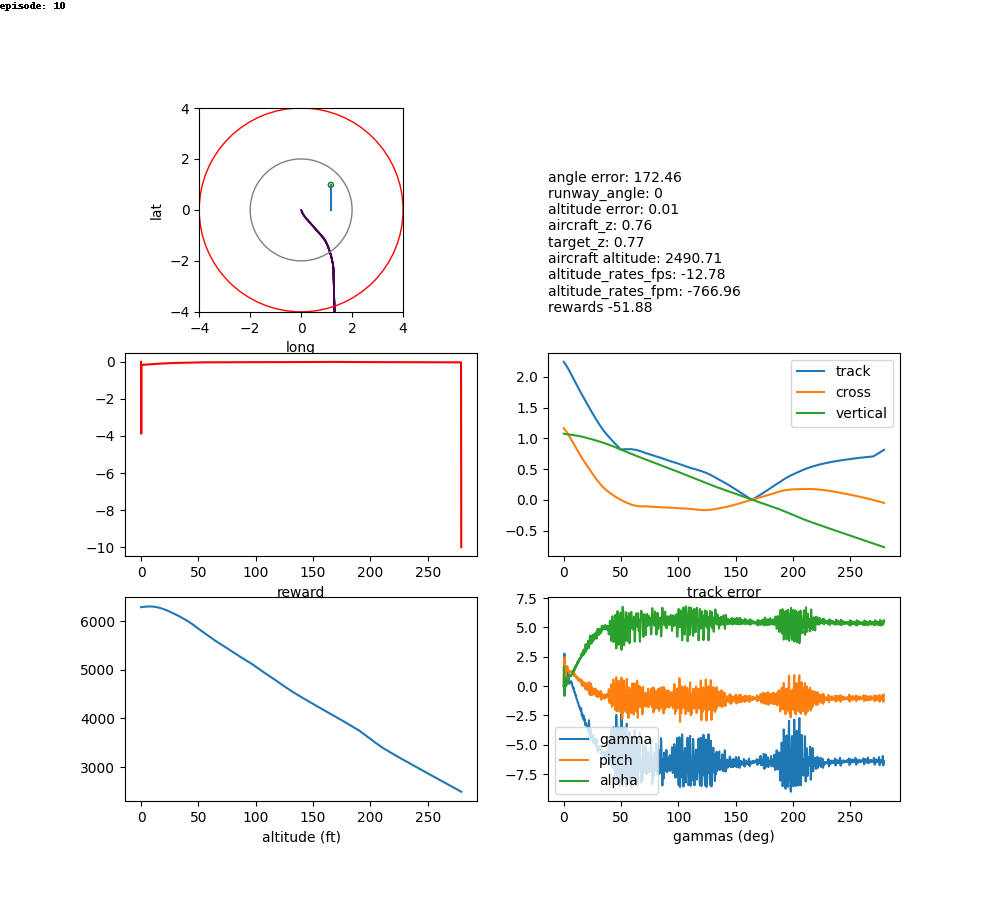 episode: 10
4
2
0
−2
−4
lat
−4 −2 0 2 4
long
angle error: 172.46
runway_angle: 0
altitude error: 0.01
aircraft_z: 0.76
target_z: 0.77
aircraft altitude: 2490.71
altitude_rates_fps: -12.78
altitude_rates_fpm: -766.96
rewards -51.88
0
−2
−4
−6
−8
−10
0 50 100 150 200 250
reward
2.0
1.5
1.0
0.5
0.0
−0.5
track
cross
vertical
0 50 100 150 200 250
track error
6000
5000
4000
3000
0 50 100 150 200 250
altitude (ft)
7.5
5.0
2.5
0.0
−2.5
−5.0
−7.5
gamma
pitch
alpha
0 50 100 150 200 250
gammas (deg)